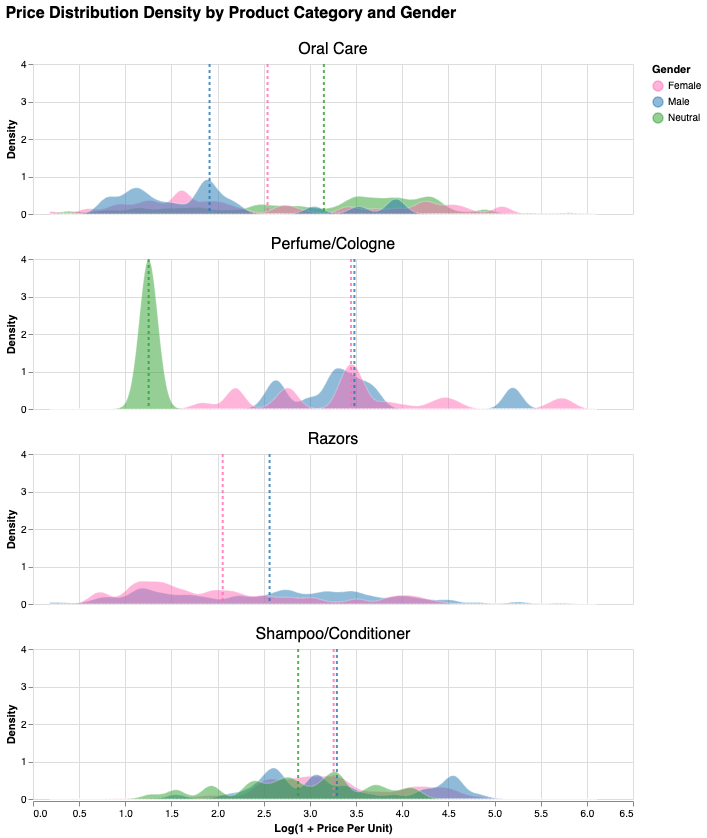 Price Distribution Density by Product Category and Gender
Oral Care
4
3
2
1
0
Density
Gender
Female
Male
Neutral
Perfume/Cologne
4
3
2
1
0
Density
Razors
4
3
2
1
0
Density
Shampoo/Conditioner
4
3
2
1
0
Density
0.0 0.5 1.0 1.5 2.0 2.5 3.0 3.5 4.0 4.5 5.0 5.5 6.0 6.5
Log(1 + Price Per Unit)